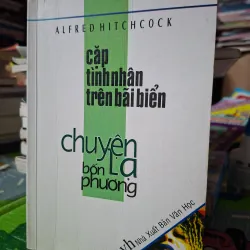 ALFRED HITCHCOCK
cặp
tình nhân
trên bãi biển
chuyện
Lạ
bốn
phương
Nhà Xuất Bản Văn Học